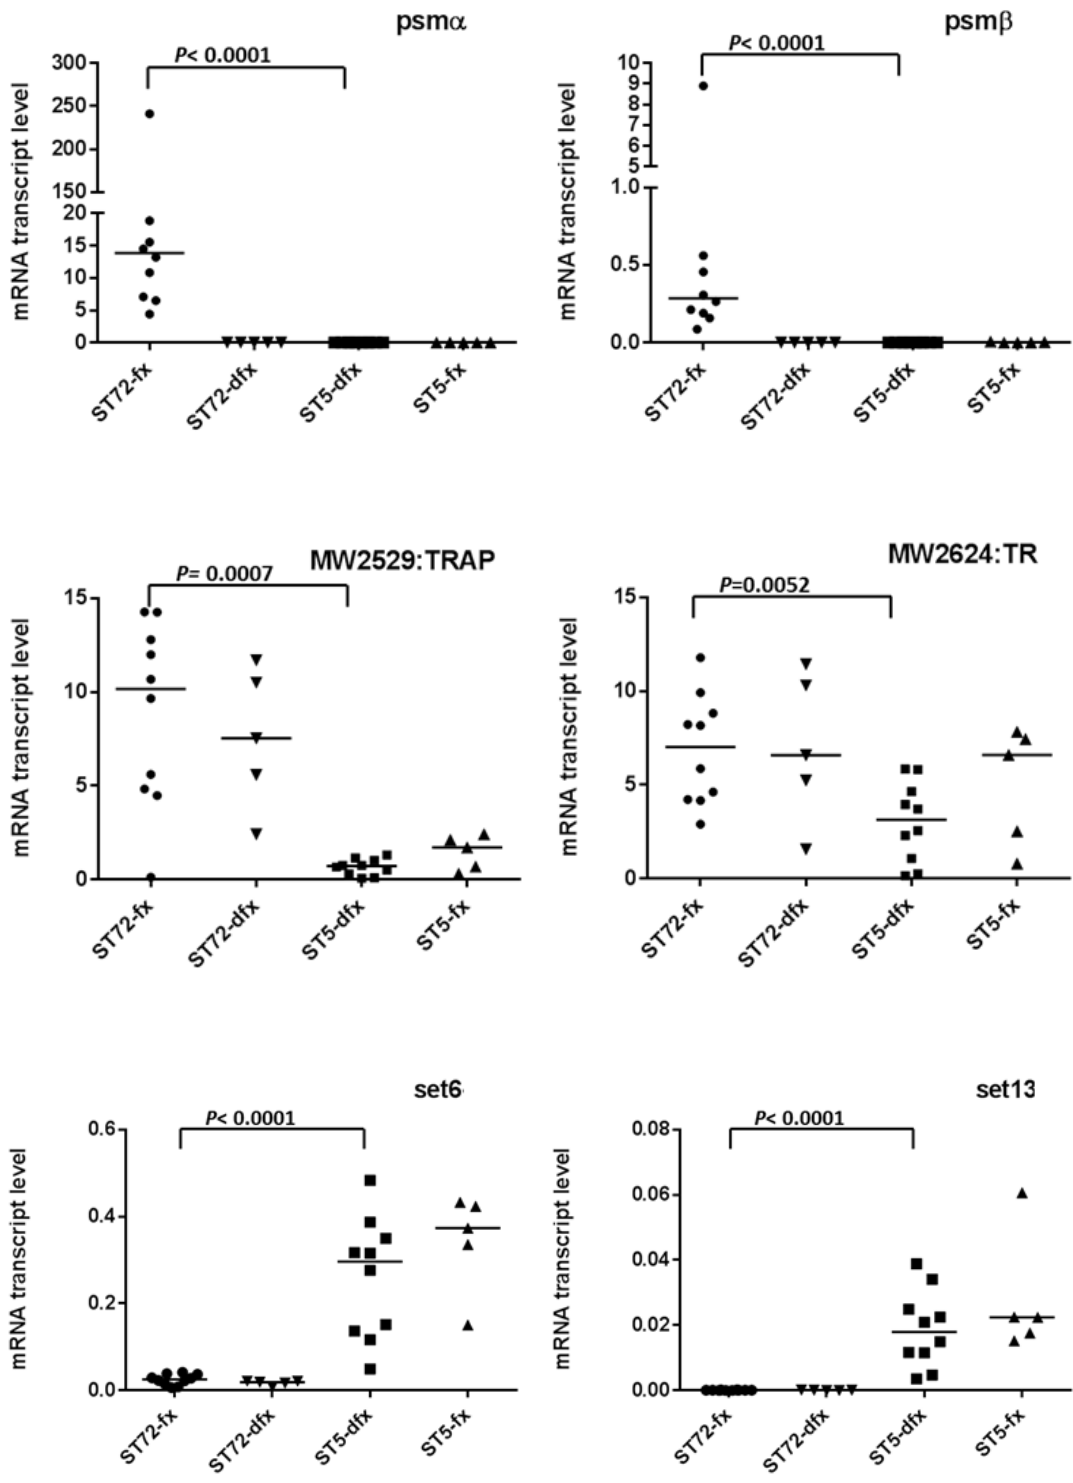 psmα
P< 0.0001
mRNA transcript level
300
250
200
150
20
15
10
5
0
ST72-fx
ST72-dfx
ST5-dfx
ST5-fx
psmβ
P< 0.0001
mRNA transcript level
10
9
8
7
6
5
1.0
0.5
0.0
ST72-fx
ST72-dfx
ST5-dfx
ST5-fx
MW2529:TRAP
P= 0.0007
mRNA transcript level
15
10
5
0
ST72-fx
ST72-dfx
ST5-dfx
ST5-fx
MW2624:TR
P=0.0052
mRNA transcript level
15
10
5
0
ST72-fx
ST72-dfx
ST5-dfx
ST5-fx
set6
P< 0.0001
mRNA transcript level
0.6
0.4
0.2
0.0
ST72-fx
ST72-dfx
ST5-dfx
ST5-fx
set13
P< 0.0001
mRNA transcript level
0.08
0.06
0.04
0.02
0.00
ST72-fx
ST72-dfx
ST5-dfx
ST5-fx